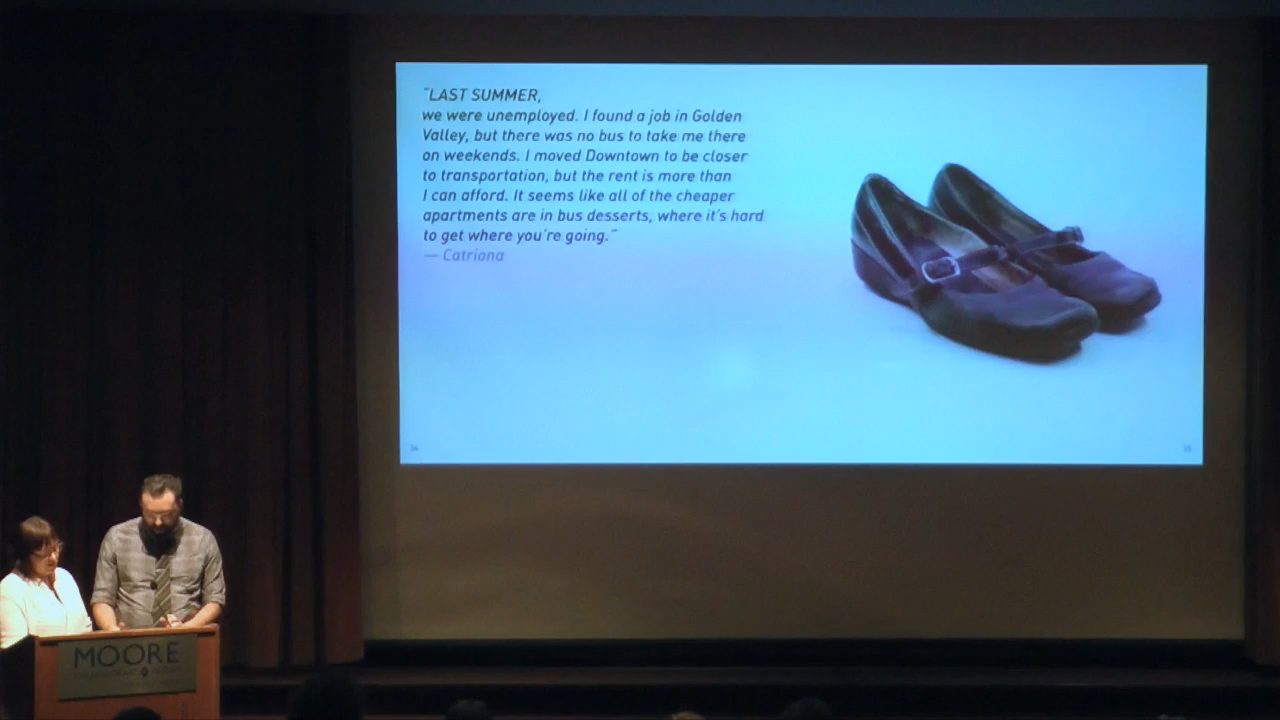 "LAST SUMMER,
we were unemployed. I found a job in Golden
Valley, but there was no bus to take me there
on weekends. I moved Downtown to be closer
to transportation, but the rent is more than
I can afford. It seems like all of the cheaper
apartments are in bus desserts, where it's hard
to get where you're going."
— Catriona
MOORE